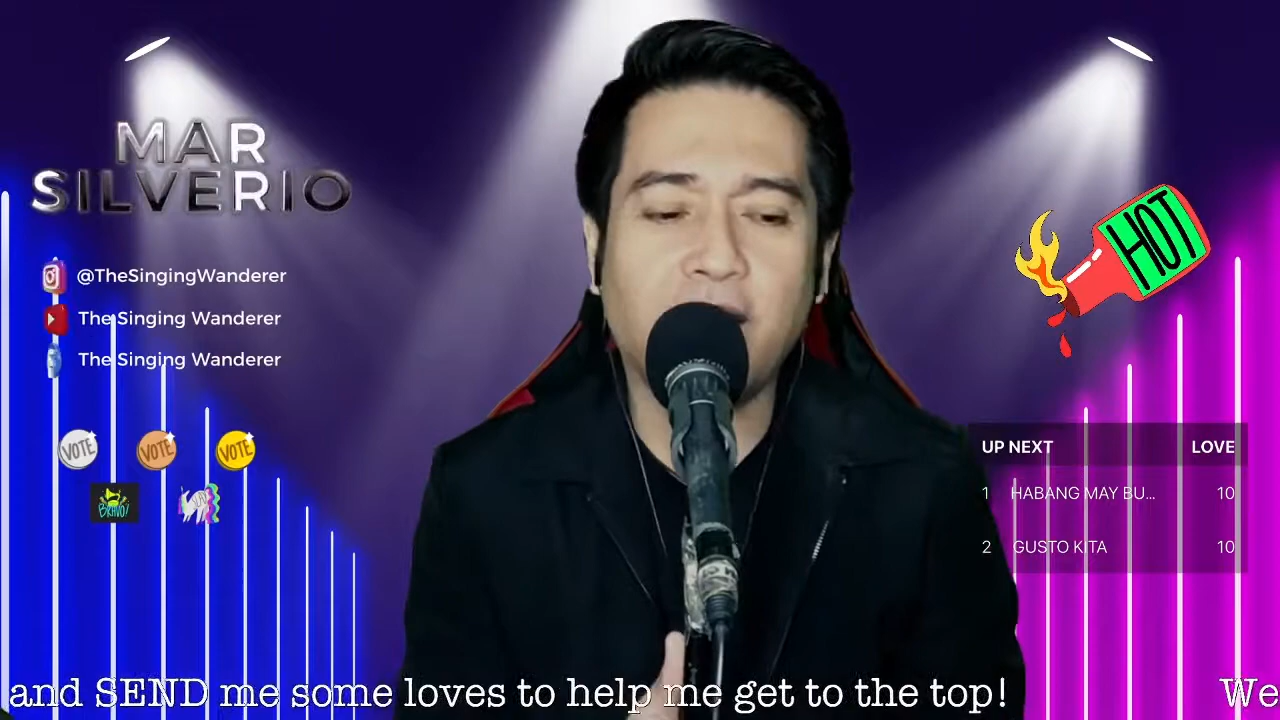 MAR
SILVERIO
@TheSingingWanderer
The Singing Wanderer
The Singing Wanderer
VOTE VOTE VOTE
BRAVO!
HOT
UP NEXT LOVE
1 HABANG MAY BU... 10
2 GUSTO KITA 10
and SEND me some loves to help me get to the top! We